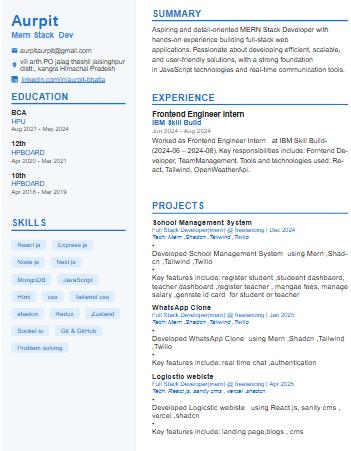 Aurpit
Mern Stack Dev
aurpitaurpit@gmail.com
vill arth PO jalag theshil jaisinghpur
distt., kangra Himachal Pradesh
linkedin.com/in/aurpit-bhatia
EDUCATION
BCA
HPU
Aug 2021 - May 2024
12th
HPBOARD
Apr 2020 - Mar 2021
10th
HPBOARD
Apr 2018 - Mar 2019
SKILLS
React js
Express js
Node js
Next js
MongoDB
JavaScript
Html
css
Tailwind css
shadcn
Redux
Zustand
Socket io
Git & GitHub
Problem solving
SUMMARY
Aspiring and detail-oriented MERN Stack Developer with
hands-on experience building full-stack web
applications. Passionate about developing efficient, scalable,
and user-friendly solutions, with a strong foundation
in JavaScript technologies and real-time communication tools.
EXPERIENCE
Frontend Engineer Intern
IBM Skill Build
Jun 2024 - Aug 2024
Worked as Frontend Engineer Intern at IBM Skill Build-
(2024-06 – 2024-08). Key responsibilities include: Forntend De-
veloper, TeamManagement. Tools and technologies used: Re-
act, Tailwind, OpenWeatherApi.
PROJECTS
School Management System
Full Stack Developer(mern) @ freelancing | Dec 2024
Tech: Mern ,Shadcn ,Tailwind, Twilio
•
Developed School Management System using Mern ,Shad-
cn ,Tailwind ,Twilio
•
Key features include: register student ,studeent dahbaord,
teacher dashboard ,register teacher , mangae fees, manage
salary ,genrate id card for student or teacher
WhatsApp Clone
Full Stack Developer(mern) @ freelancing | Jan 2025
Tech: Mern ,Shadcn ,Tailwind, Twilio
•
Developed WhatsApp Clone using Mern ,Shadcn ,Tailwind
,Twilio
•
Key features include: real time chat ,authentication
Logicstic webiste
Full Stack Developer(mern) @ freelancing | Apr 2025
Tech: React js, sanity cms , vercel ,shadcn
•
Developed Logicstic webiste using React js, sanity cms ,
vercel ,shadcn
•
Key features include: landing page,blogs , cms